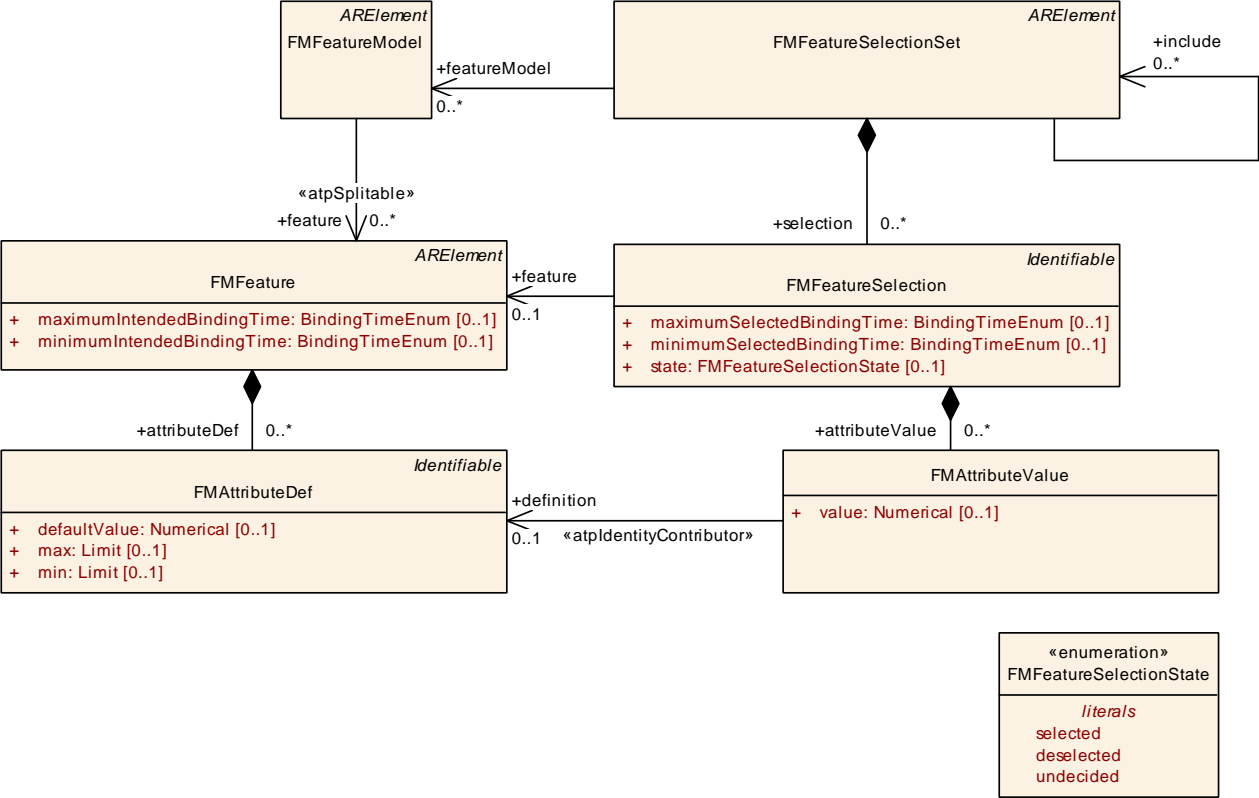 ARElement
FMFeatureModel
ARElement
FMFeatureSelectionSet
+include
0..*
+featureModel
0..*
«atpSplitable»
+feature
0..*
+selection
0..*
ARElement
FMFeature
+ maximumIntendedBindingTime: BindingTimeEnum [0..1]
+ minimumIntendedBindingTime: BindingTimeEnum [0..1]
+feature
0..1
Identifiable
FMFeatureSelection
+ maximumSelectedBindingTime: BindingTimeEnum [0..1]
+ minimumSelectedBindingTime: BindingTimeEnum [0..1]
+ state: FMFeatureSelectionState [0..1]
+attributeDef
0..*
+attributeValue
0..*
Identifiable
FMAttributeDef
+ defaultValue: Numerical [0..1]
+ max: Limit [0..1]
+ min: Limit [0..1]
+definition
0..1
«atpIdentityContributor»
FMAttributeValue
+ value: Numerical [0..1]
«enumeration»
FMFeatureSelectionState
literals
selected
deselected
undecided